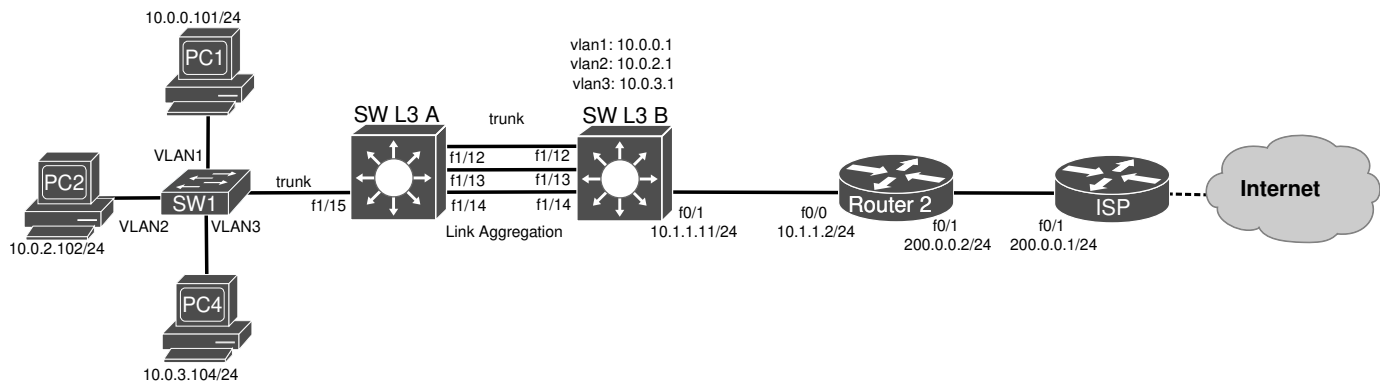 10.0.0.101/24
PC1
VLAN1
PC2
10.0.2.102/24
VLAN2
SW1
VLAN3
PC4
10.0.3.104/24
trunk
f1/15
SW L3 A
trunk
f1/12 f1/12
f1/13 f1/13
f1/14 f1/14
Link Aggregation
vlan1: 10.0.0.1
vlan2: 10.0.2.1
vlan3: 10.0.3.1
SW L3 B
f0/1
10.1.1.11/24
f0/0
10.1.1.2/24
Router 2
f0/1
200.0.0.2/24
f0/1
200.0.0.1/24
ISP
Internet